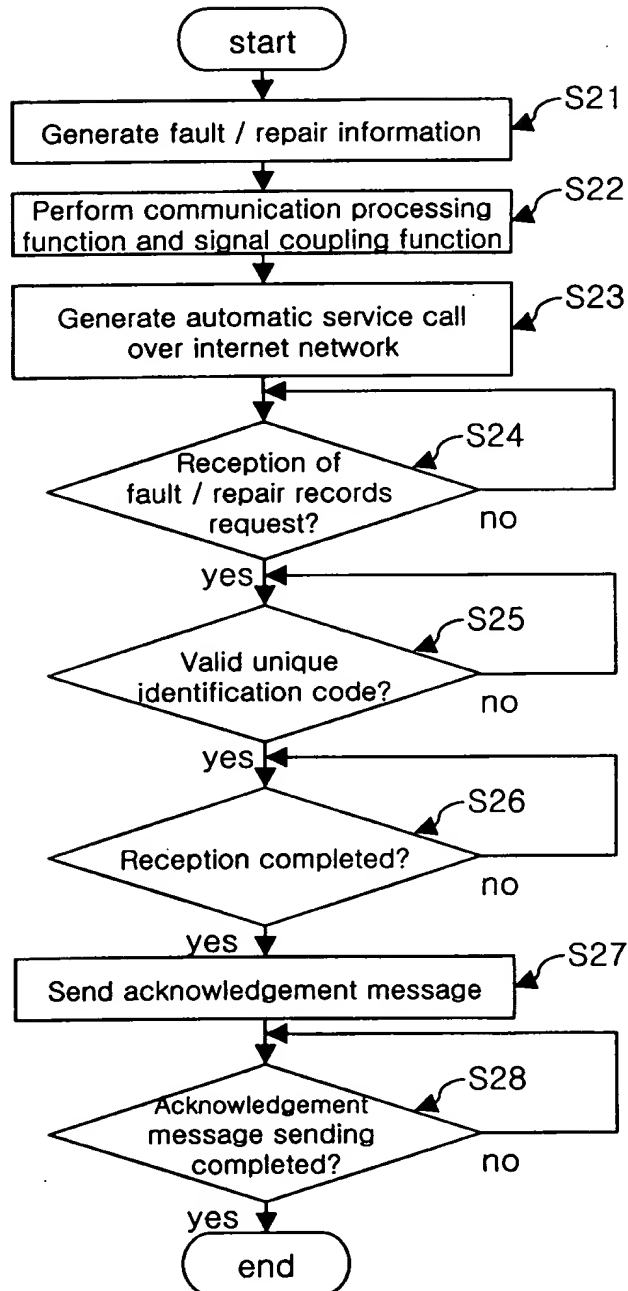 start
S21
Generate fault / repair information
S22
Perform communication processing
function and signal coupling function
S23
Generate automatic service call
over internet network
S24
Reception of
fault / repair records
request?
no
yes
S25
Valid unique
identification code?
no
yes
S26
Reception completed?
no
yes
S27
Send acknowledgement message
S28
Acknowledgement
message sending
completed?
no
yes
end